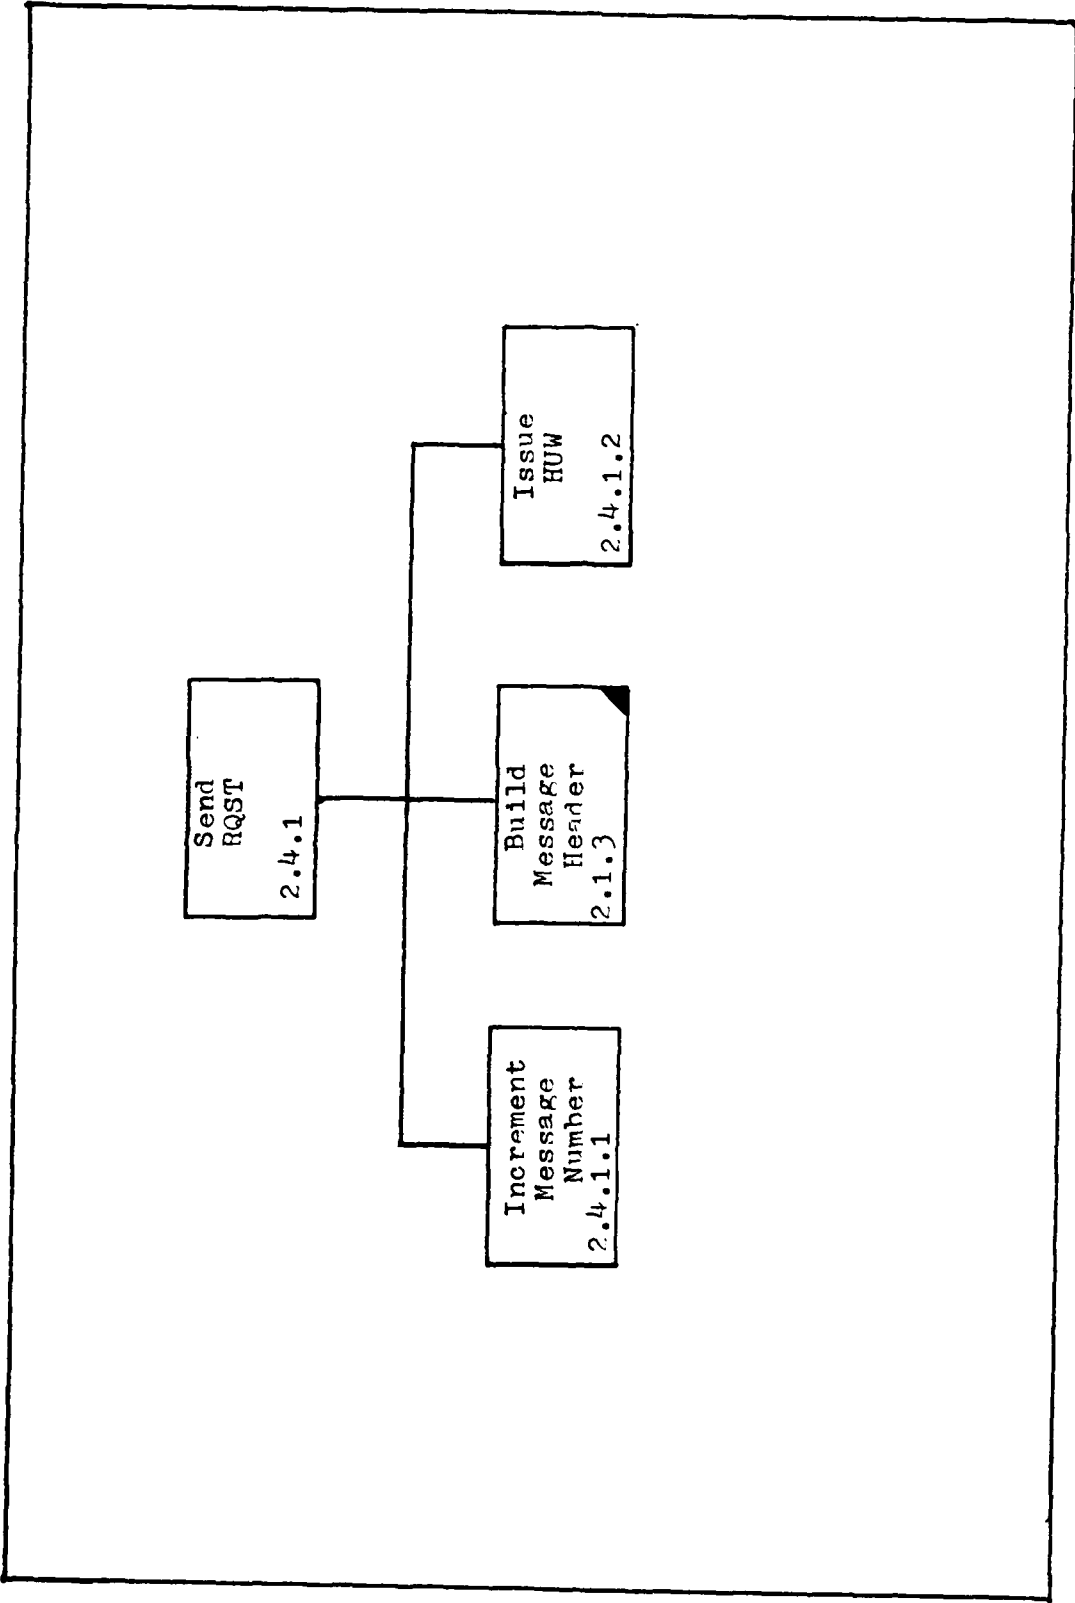 Send
RQST
2.4.1
Increment
Message
Number
2.4.1.1
Build
Message
Header
2.1.3
Issue
HUW
2.4.1.2